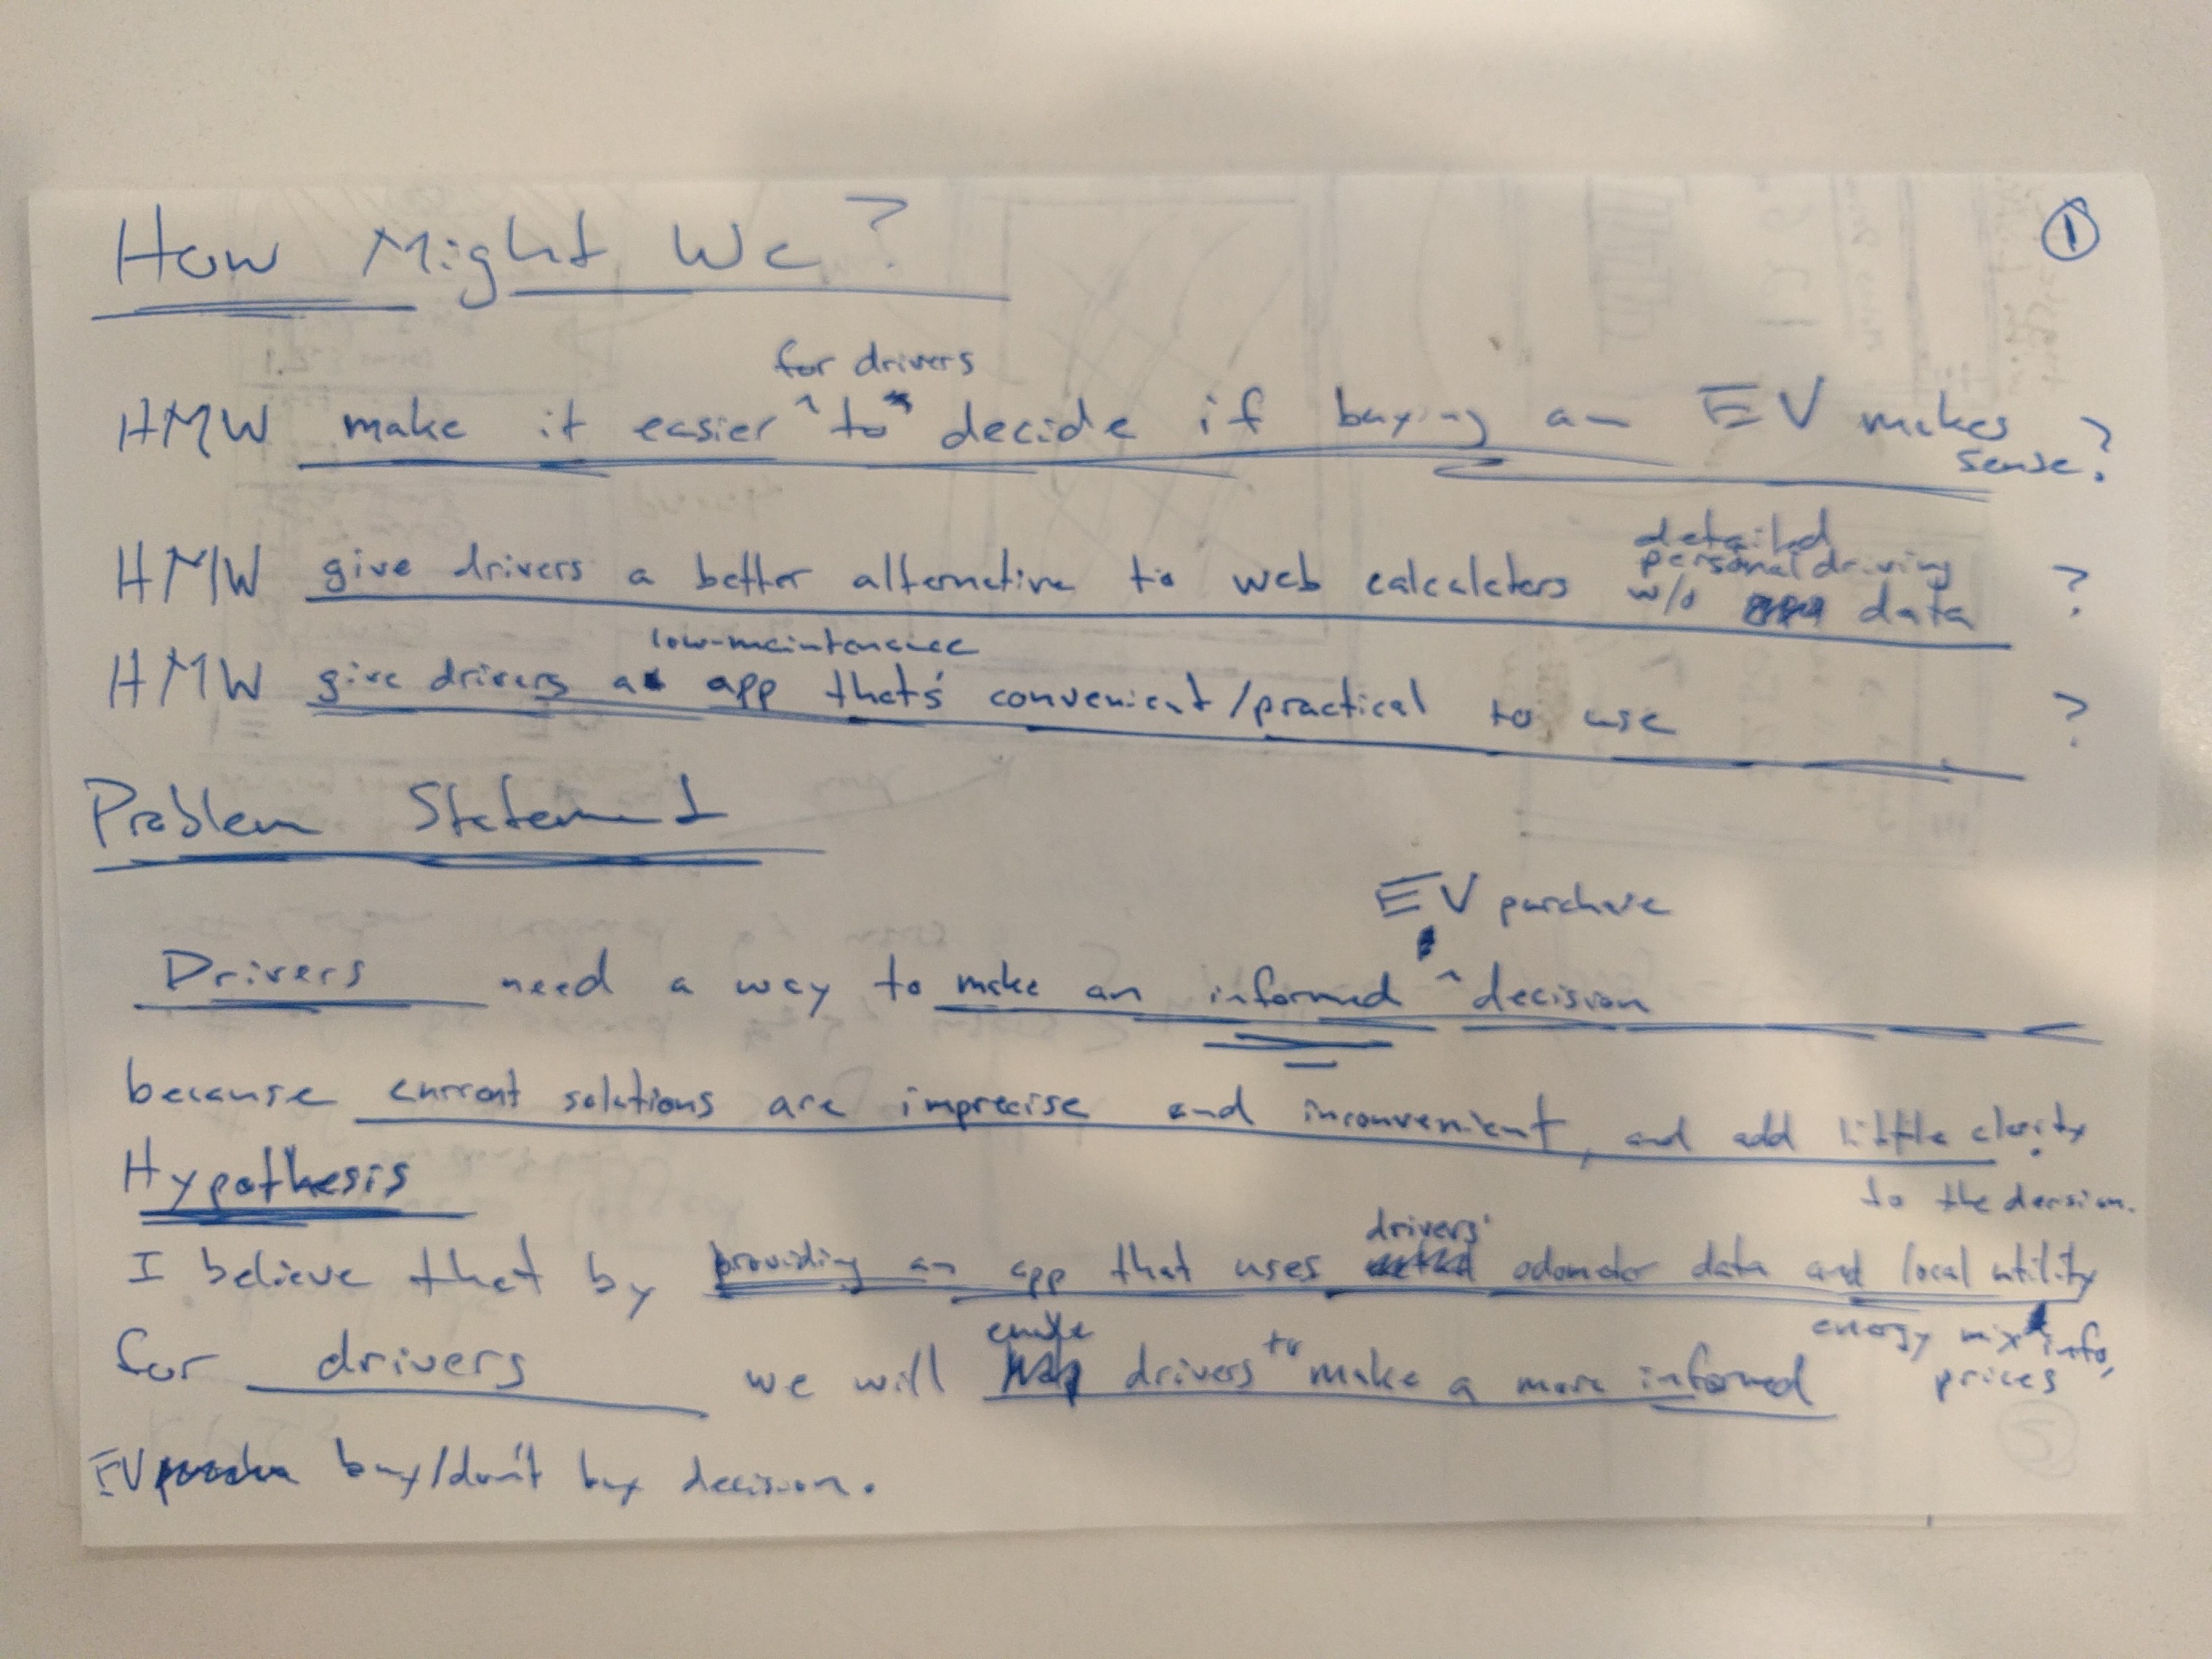 How Might We?
1
for drivers
HMW make it easier ^ to decide if buying an EV makes
sense?
detailed
personal driving
HMW give drivers a better alternative to web calculators w/o data ?
low-maintenance
HMW give drivers a app that's convenient/practical to use ?
Problem Statement
EV purchase
Drivers need a way to make an informed ^ decision
because current solutions are imprecise and inconvenient, and add little clarity
to the decision.
Hypothesis
drivers'
I believe that by providing an app that uses odometer data and local utility
energy mix info,
prices
enable to
for drivers we will drivers make a more informed
EV buy/don't buy decision.